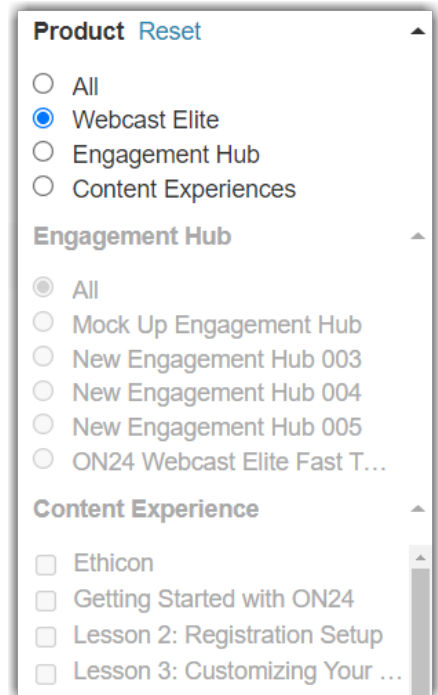 Product Reset
All
Webcast Elite
Engagement Hub
Content Experiences
Engagement Hub
All
Mock Up Engagement Hub
New Engagement Hub 003
New Engagement Hub 004
New Engagement Hub 005
ON24 Webcast Elite Fast T...
Content Experience
Ethicon
Getting Started with ON24
Lesson 2: Registration Setup
Lesson 3: Customizing Your ...